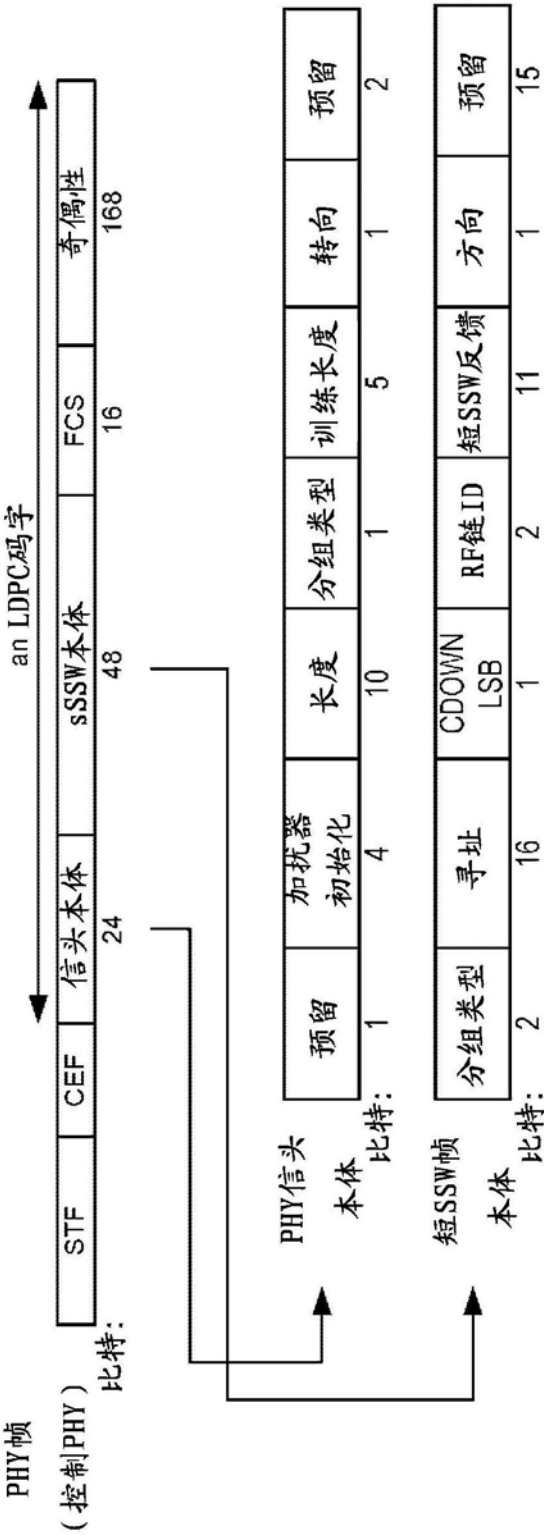 PHY帧
(控制PHY)
an LDPC码字
STF CEF 信头本体 sSSW本体 FCS 奇偶性
比特: 24 48 16 168
PHY信头
本体
预留 加扰器 初始化 长度 分组类型 训练长度 转向 预留
比特: 1 4 10 1 5 1 2
短SSW帧
本体
分组类型 寻址 CDOWN LSB RF链ID 短SSW反馈 方向 预留
比特: 2 16 1 2 11 1 15